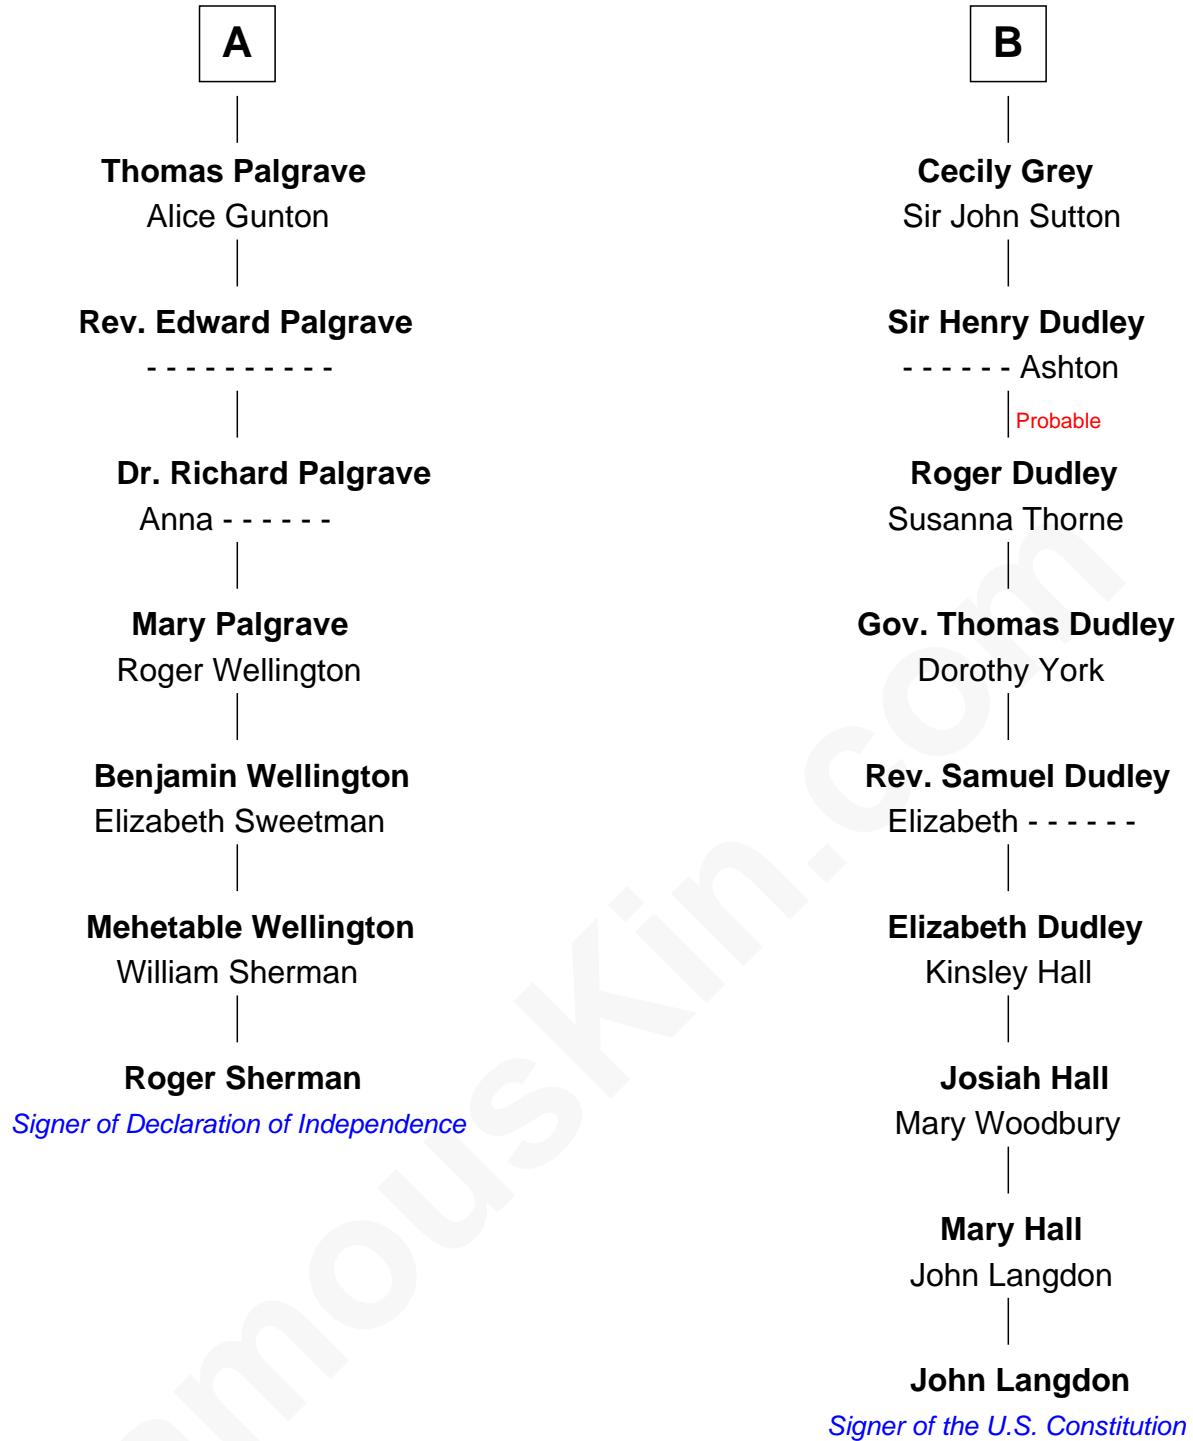 A
Thomas Palgrave
Alice Gunton
Rev. Edward Palgrave
- - - - - - - - - -
Dr. Richard Palgrave
Anna - - - - - -
Mary Palgrave
Roger Wellington
Benjamin Wellington
Elizabeth Sweetman
Mehetable Wellington
William Sherman
Roger Sherman
Signer of Declaration of Independence
B
Cecily Grey
Sir John Sutton
Sir Henry Dudley
- - - - - - Ashton
Probable
Roger Dudley
Susanna Thorne
Gov. Thomas Dudley
Dorothy York
Rev. Samuel Dudley
Elizabeth - - - - - -
Elizabeth Dudley
Kinsley Hall
Josiah Hall
Mary Woodbury
Mary Hall
John Langdon
John Langdon
Signer of the U.S. Constitution
amouskin.com